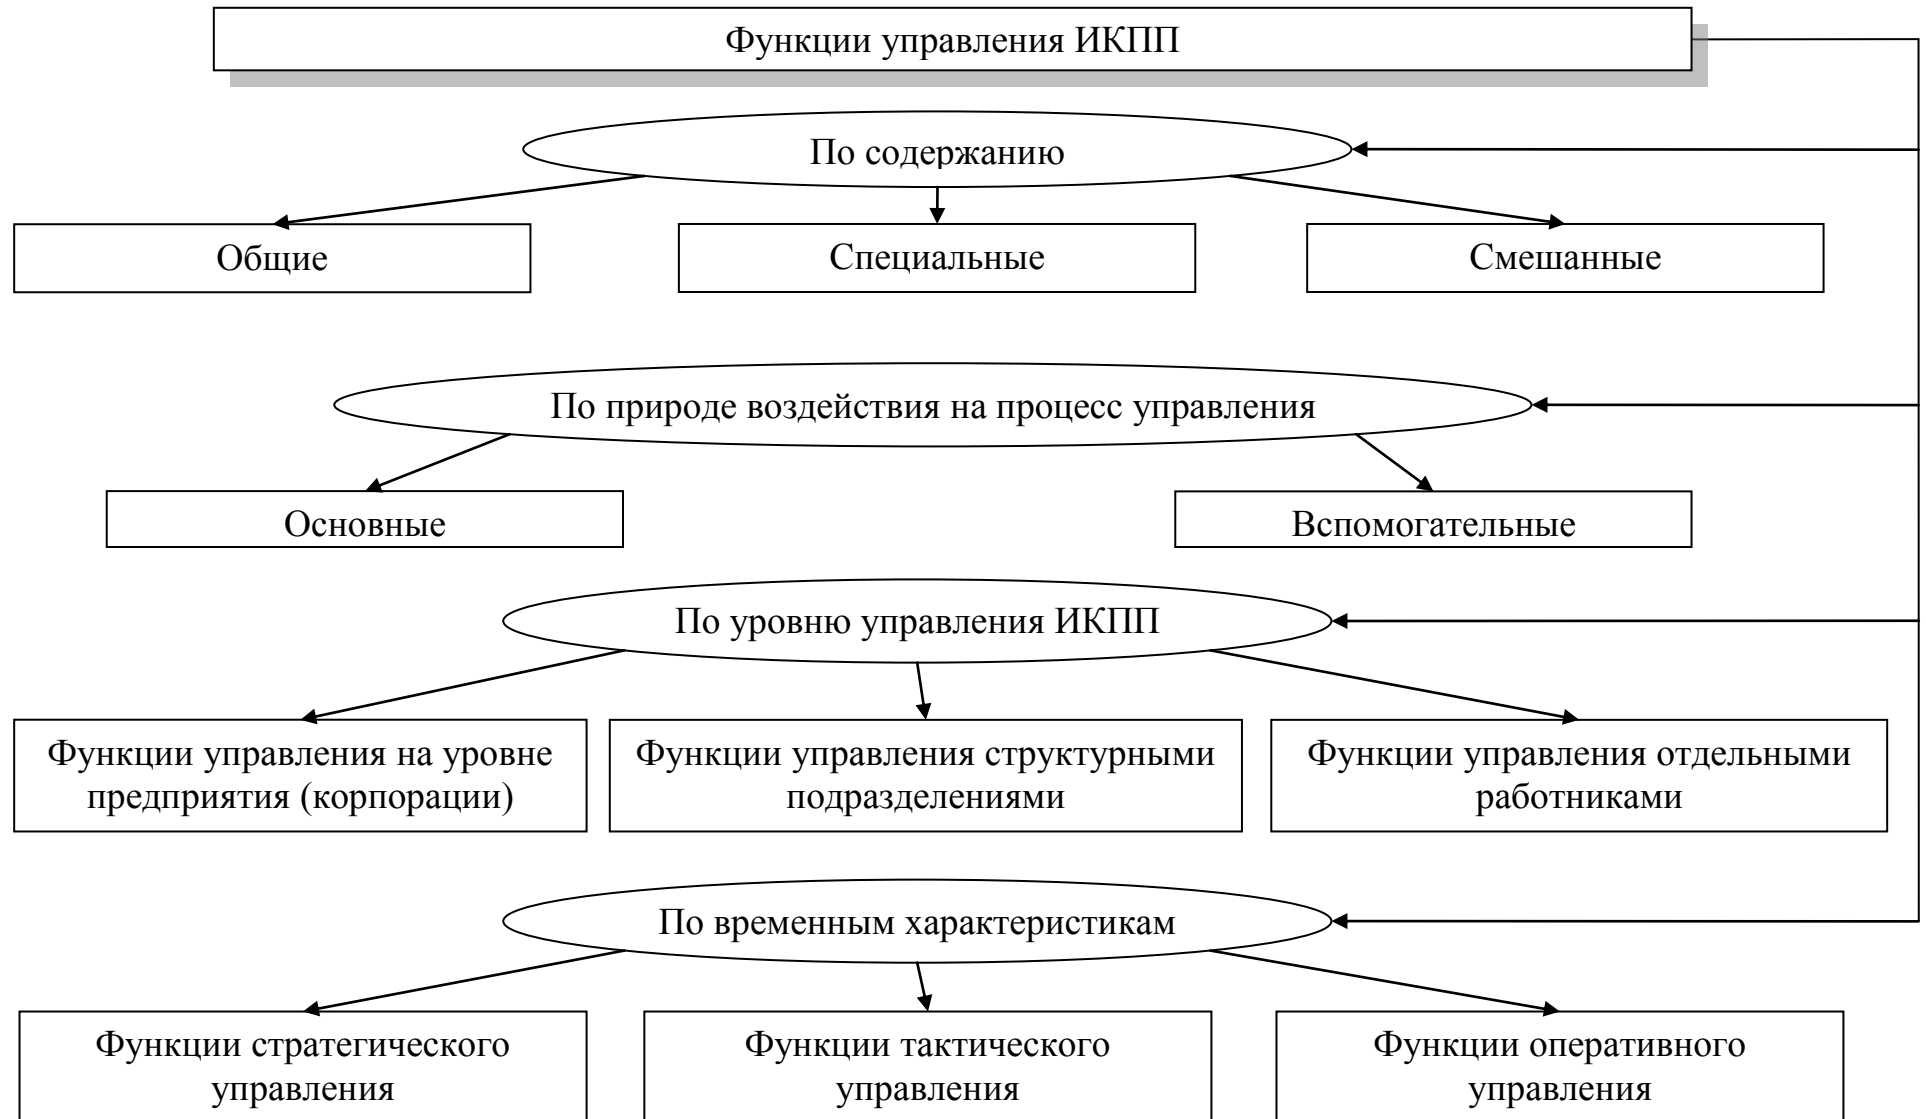 Функции управления ИКПП
По содержанию
Общие
Специальные
Смешанные
По природе воздействия на процесс управления
Основные
Вспомогательные
По уровню управления ИКПП
Функции управления на уровне
предприятия (корпорации)
Функции управления структурными
подразделениями
Функции управления отдельными
работниками
По временным характеристикам
Функции стратегического
управления
Функции тактического
управления
Функции оперативного
управления